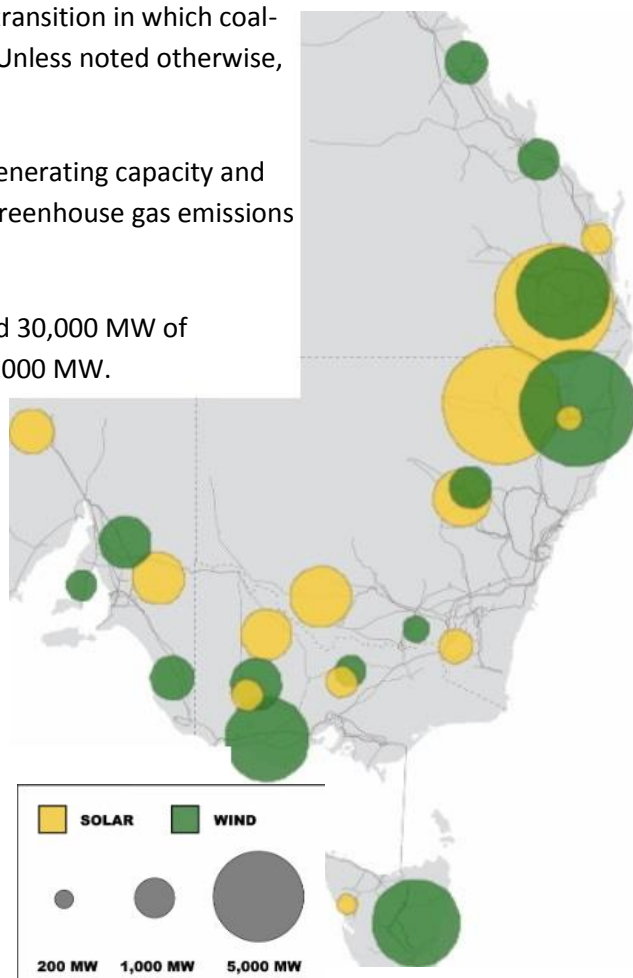 transition in which coal-
Unless noted otherwise,
enerating capacity and
reenhouse gas emissions
d 30,000 MW of
,000 MW.
SOLAR WIND
200 MW 1,000 MW 5,000 MW